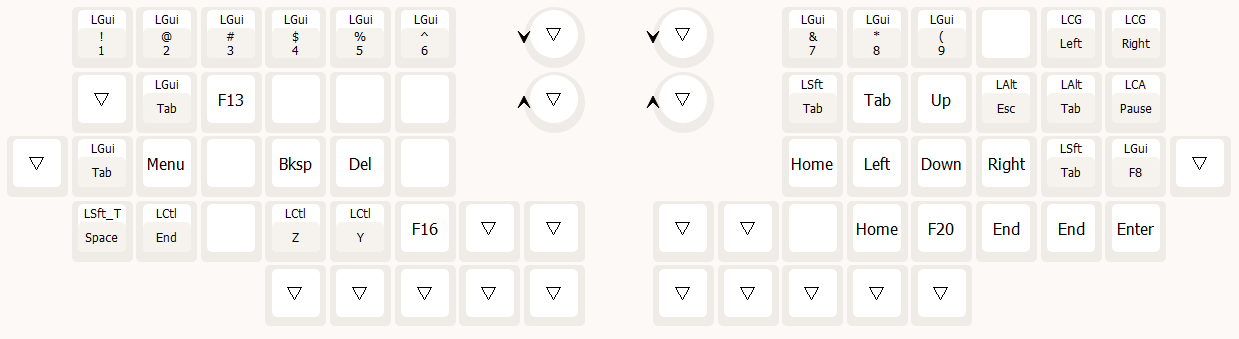 LGui LGui LGui LGui LGui LGui LGui LGui LGui LCG LCG
! @ # $ % ^ & * ( Left Right
1 2 3 4 5 6 7 8 9
LGui LSft LAlt LAlt LCA
Tab F13 Tab Tab Up Esc Tab Pause
LGui LSft LGui
Tab Menu Bksp Del Home Left Down Right Tab F8
LSft_T LCtl LCtl LCtl
Space End Z Y F16 Home F20 End End Enter